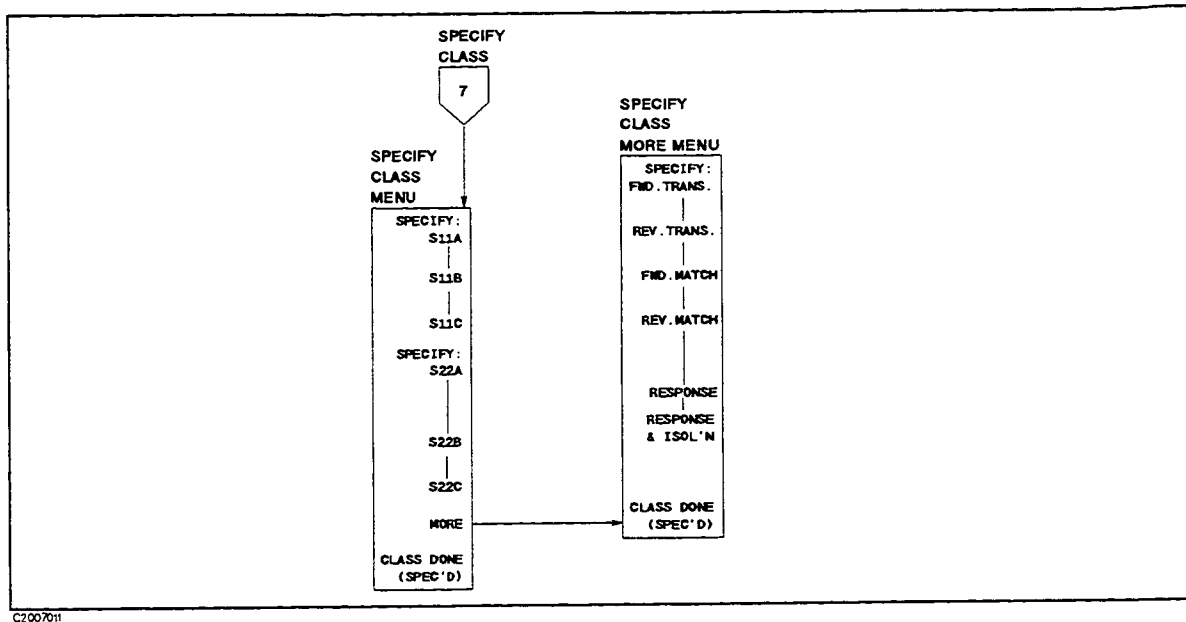 SPECIFY
CLASS
7
SPECIFY
CLASS
MENU
SPECIFY:
S11A
S11B
S11C
SPECIFY:
S22A
S22B
S22C
MORE
CLASS DONE
(SPEC'D)
SPECIFY
CLASS
MORE MENU
SPECIFY:
FWD.TRANS.
REV.TRANS.
FWD.MATCH
REV.MATCH
RESPONSE
RESPONSE
& ISOL'N
CLASS DONE
(SPEC'D)
C2007011